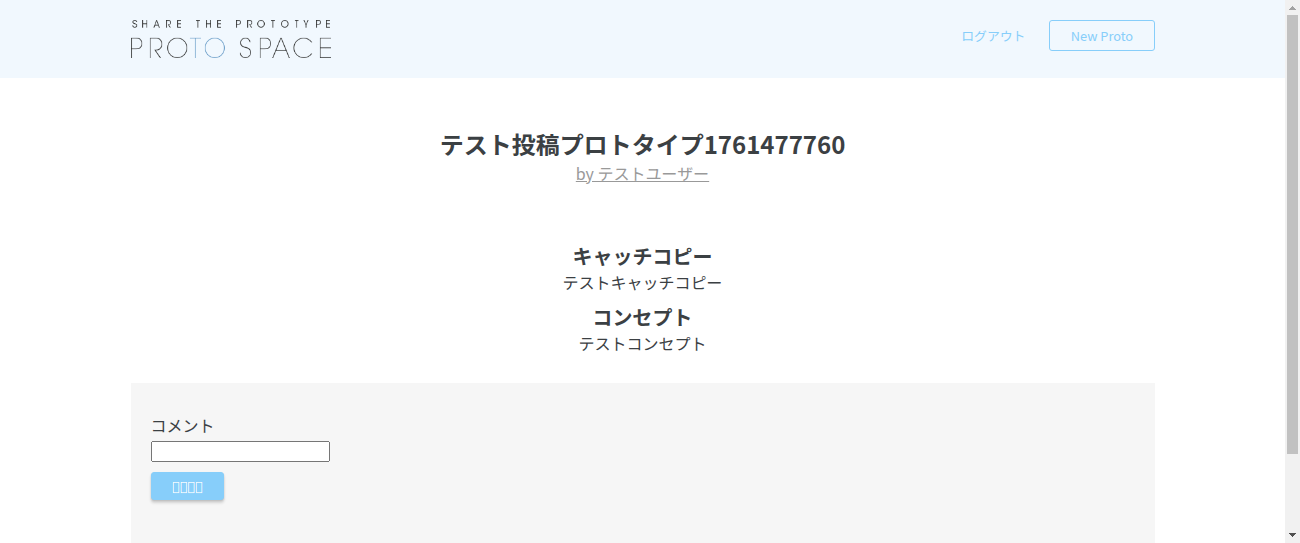 SHARE THE PROTOTYPE
PROTO SPACE
ログアウト
New Proto
テスト投稿プロトタイプ1761477760
by テストユーザー
キャッチコピー
テストキャッチコピー
コンセプト
テストコンセプト
コメント